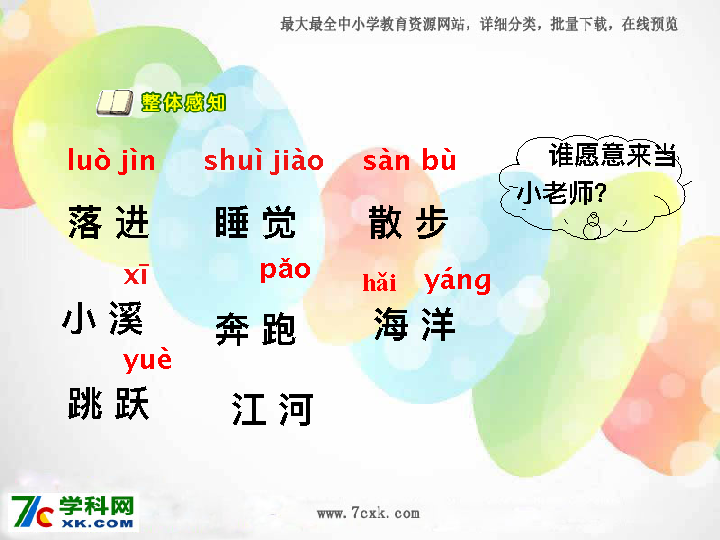 最大最全中小学教育资源网站，详细分类，批量下载，在线预览
整体感知
luò jìn shuì jiào sàn bù
谁愿意来当
小老师?
落 进 睡 觉 散 步
xī pǎo hǎi yáng
小 溪 奔 跑 海 洋
yuè
跳 跃 江 河
7C 学科网
XK.COM
www.7cxk.com